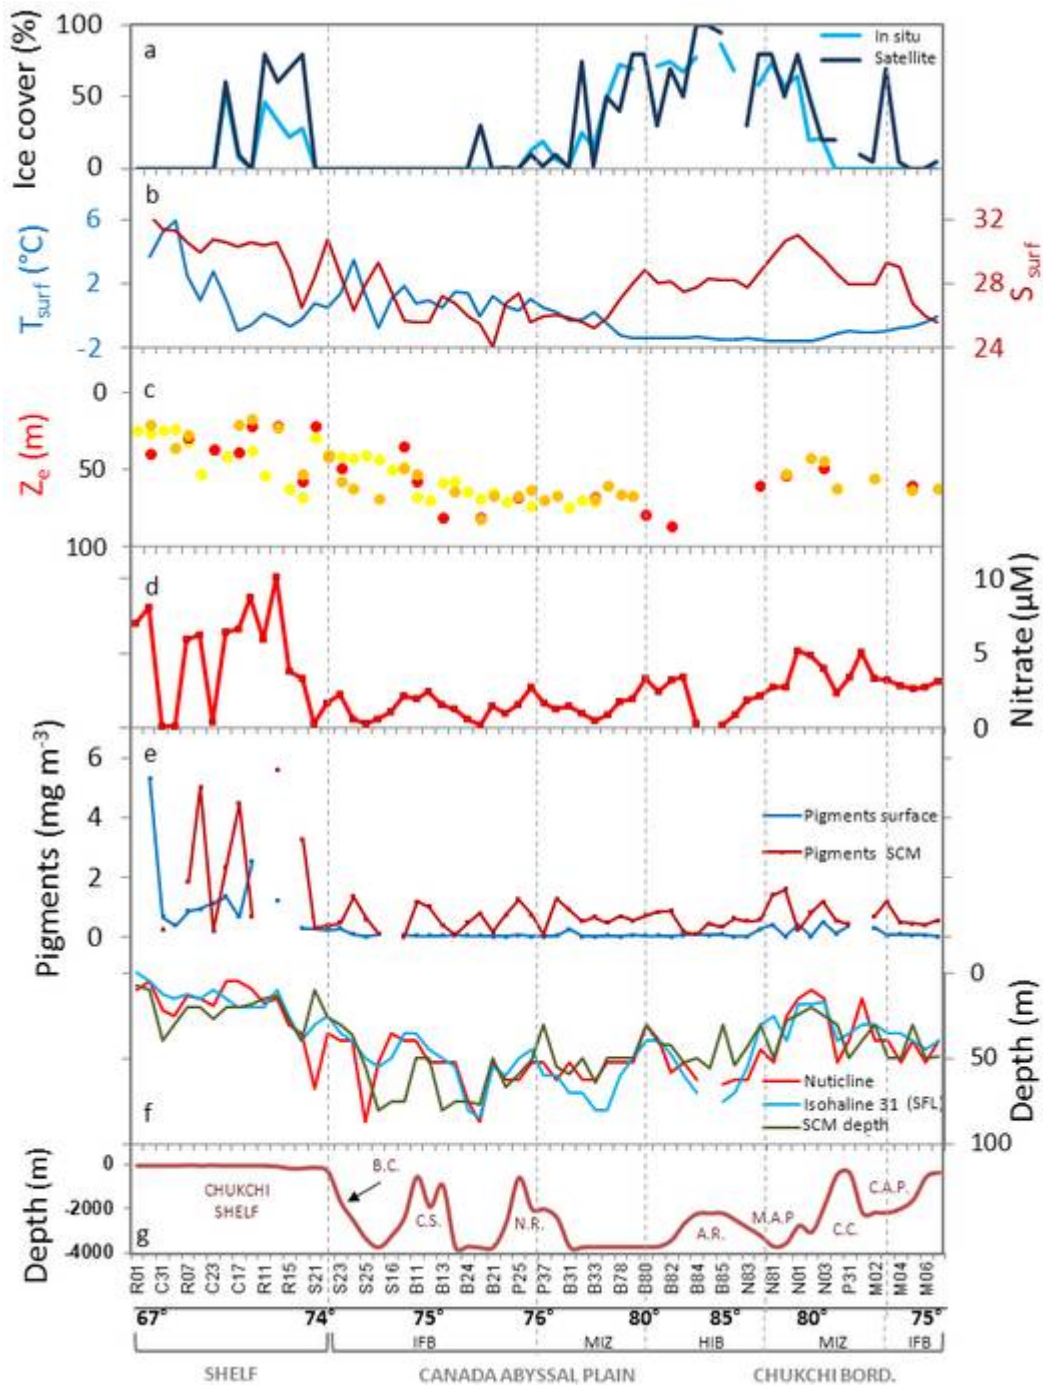 Ice cover (%)
100
50
0
a
In situ
Satellite
T surf (°C)
6
2
-2
b
32
28
24
S surf
Z e (m)
0
50
100
c
d
10
5
0
Nitrate (µM)
Pigments (mg m-3)
6
4
2
0
e
Pigments surface
Pigments SCM
f
0
50
100
Depth (m)
Nuticline
Isohaline 31 (SFL)
SCM depth
Depth (m)
0
-2000
-4000
g
CHUKCHI
SHELF
B.C.
C.S.
N.R.
A.R.
M.A.P
C.C.
C.A.P.
R01 C31 R07 C23 C17 R11 R15 S21 S23 S25 S16 B11 B13 B24 B21 P25 P37 B31 B33 B78 B80 B82 B84 B85 N83 N81 N01 N03 P31 M02 M04 M06
67° 74° 75° 76° 80° 85° 80° 75°
IFB MIZ HIB MIZ IFB
SHELF CANADA ABYSSAL PLAIN CHUKCHI BORD.